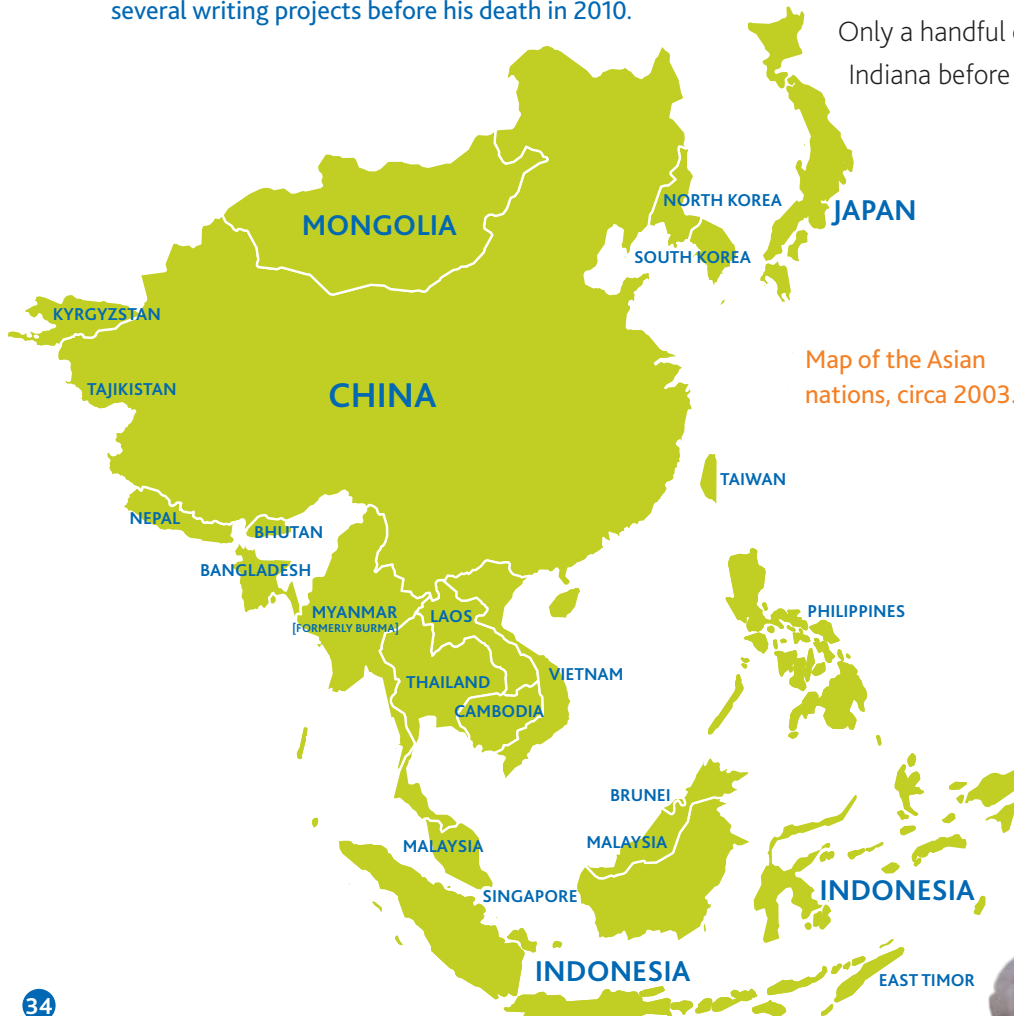 several writing projects before his death in 2010.
Only a handful
Indiana before
MONGOLIA
NORTH KOREA
JAPAN
SOUTH KOREA
KYRGYZSTAN
Map of the Asian
nations, circa 2003.
TAJIKISTAN
CHINA
TAIWAN
NEPAL
BHUTAN
BANGLADESH
MYANMAR
[FORMERLY BURMA]
LAOS
PHILIPPINES
THAILAND
VIETNAM
CAMBODIA
BRUNEI
MALAYSIA
MALAYSIA
SINGAPORE
INDONESIA
INDONESIA
EAST TIMOR
34